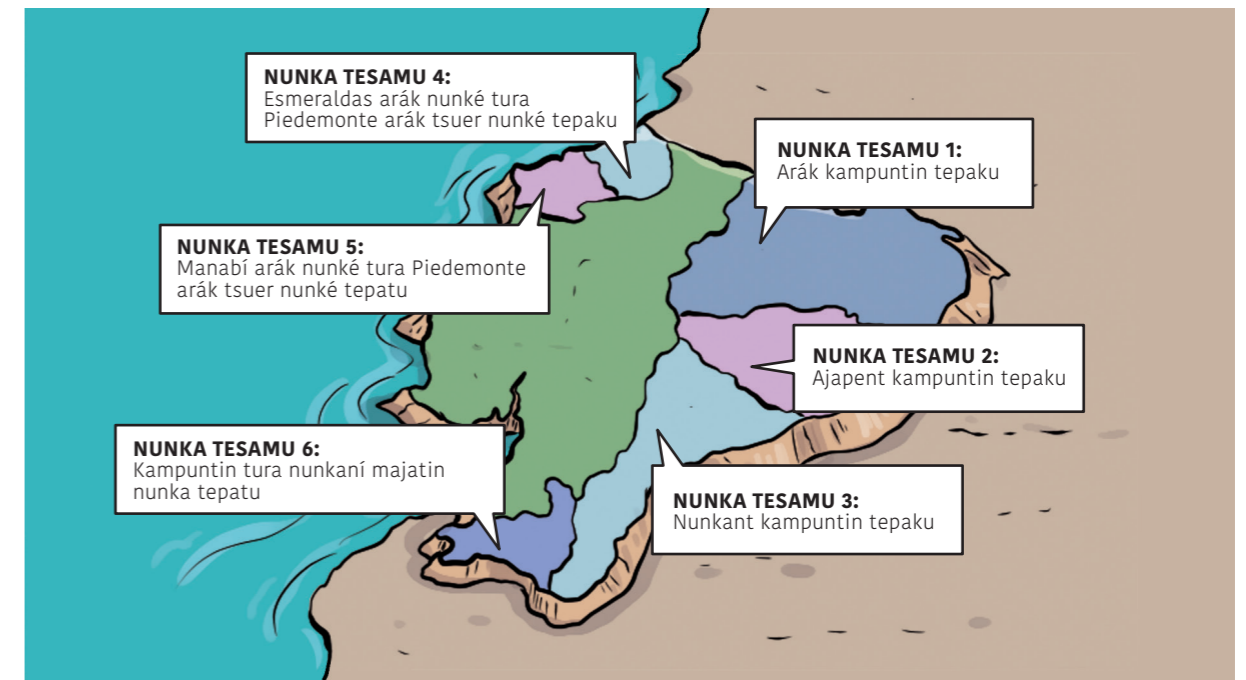 NUNKA TESAMU 4:
Esmeraldas arák nunké tura
Piedemonte arák tsuer nunké tepaku
NUNKA TESAMU 1:
Arák kampuntin tepaku
NUNKA TESAMU 5:
Manabí arák nunké tura Piedemonte
arák tsuer nunké tepatu
NUNKA TESAMU 2:
Ajapent kampuntin tepaku
NUNKA TESAMU 6:
Kampuntin tura nunkaní majatin
nunka tepatu
NUNKA TESAMU 3:
Nunkant kampuntin tepaku